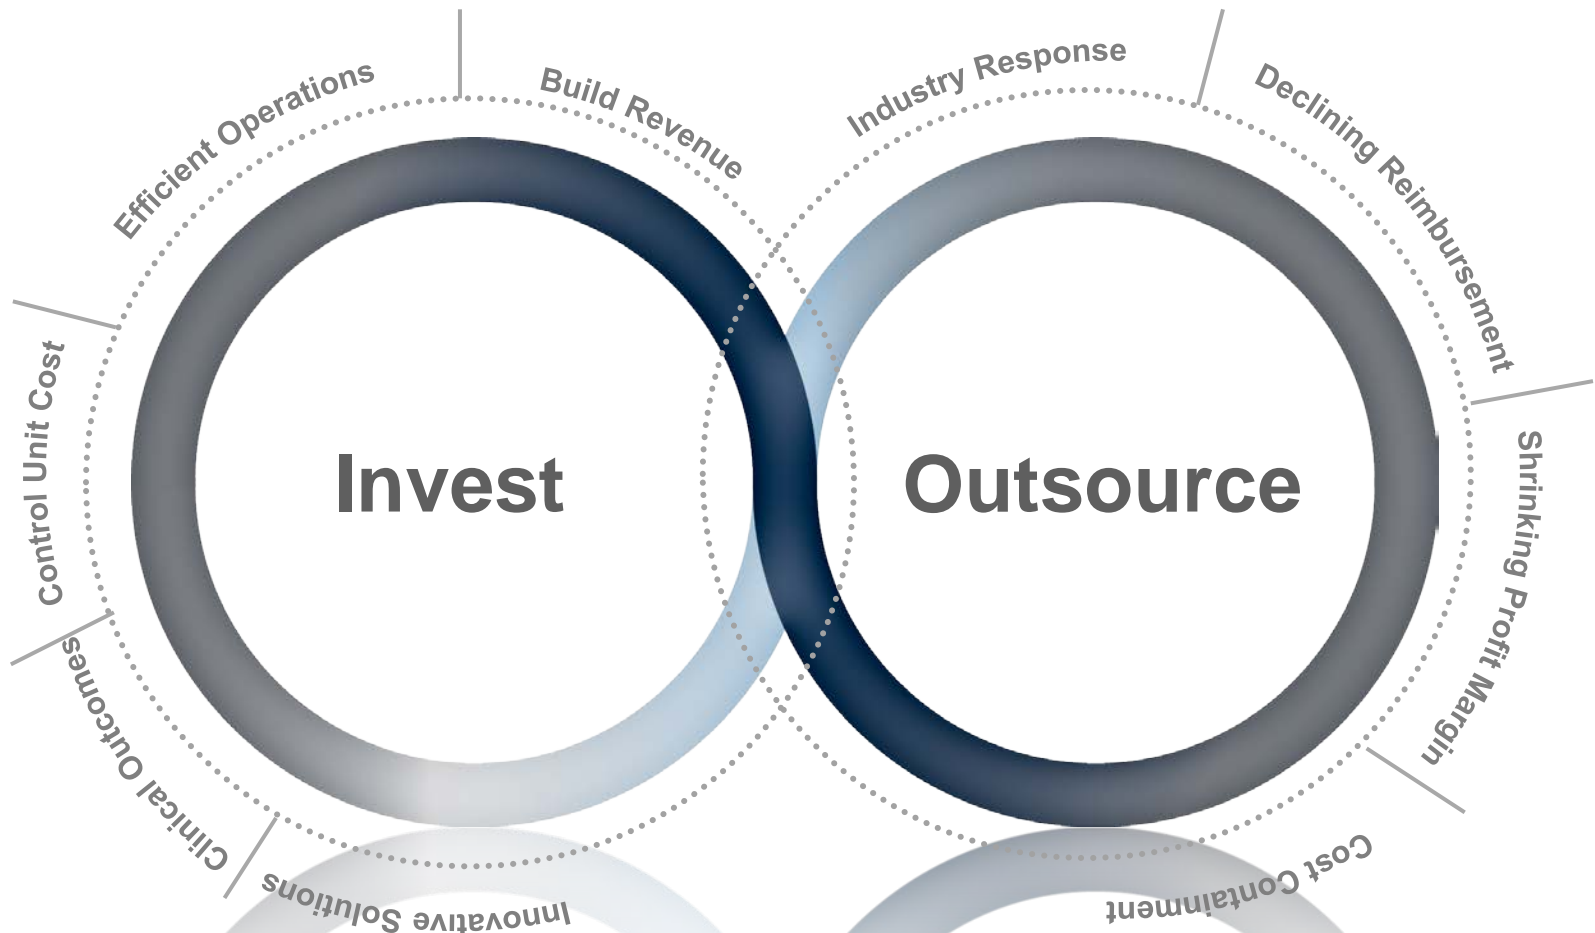 Efficient Operations
Build Revenue
Industry Response
Declining Reimbursement
Control Unit Cost
Invest
Outsource
Shrinking Profit Margin
Clinical Outcomes
Innovative Solutions
Cost Containment